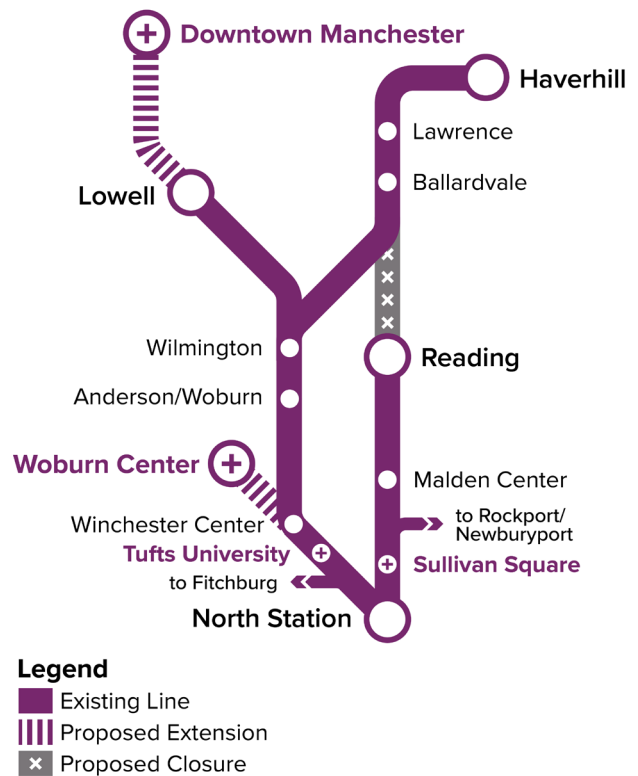 Downtown Manchester
Haverhill
Lawrence
Ballardvale
Lowell
Wilmington
Reading
Anderson/Woburn
Woburn Center
Malden Center
Winchester Center
to Rockport/
Newburyport
Tufts University
Sullivan Square
to Fitchburg
North Station
Legend
Existing Line
Proposed Extension
Proposed Closure